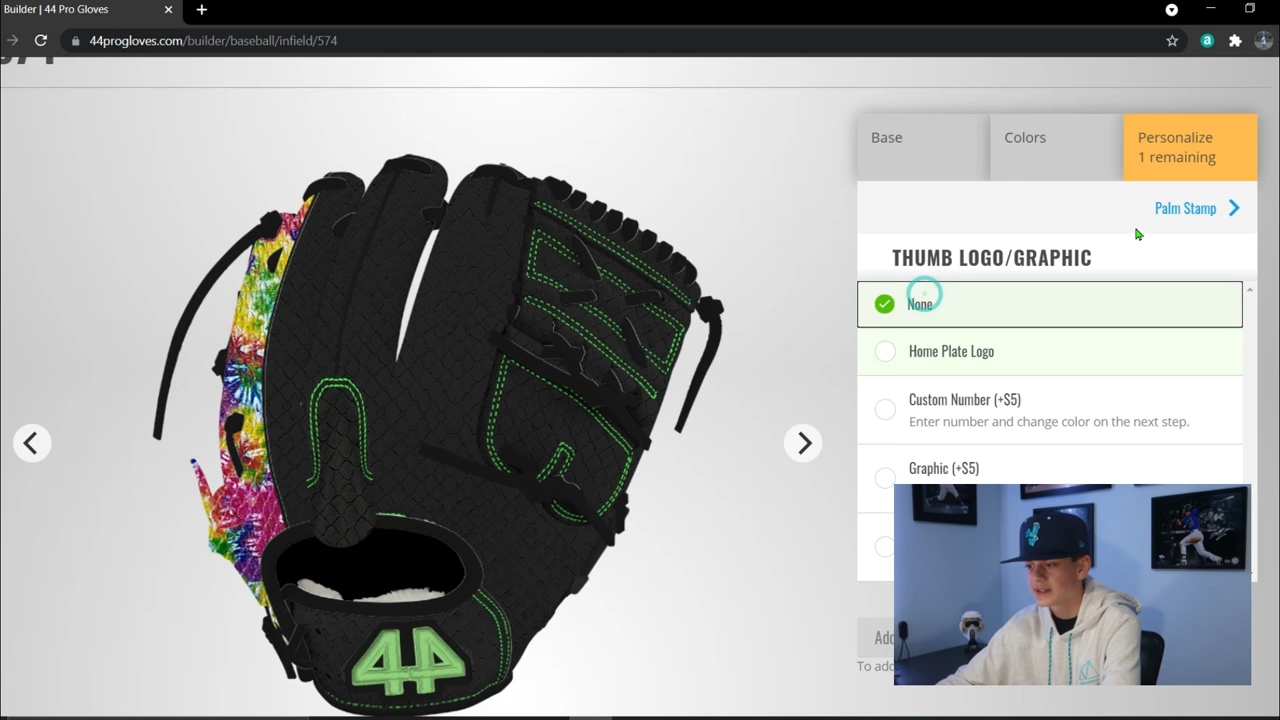 Builder | 44 Pro Gloves
44progloves.com/builder/baseball/infield/574
Base
Colors
Personalize
1 remaining
Palm Stamp
THUMB LOGO/GRAPHIC
None
Home Plate Logo
Custom Number (+$5)
Enter number and change color on the next step.
Graphic (+$5)
44